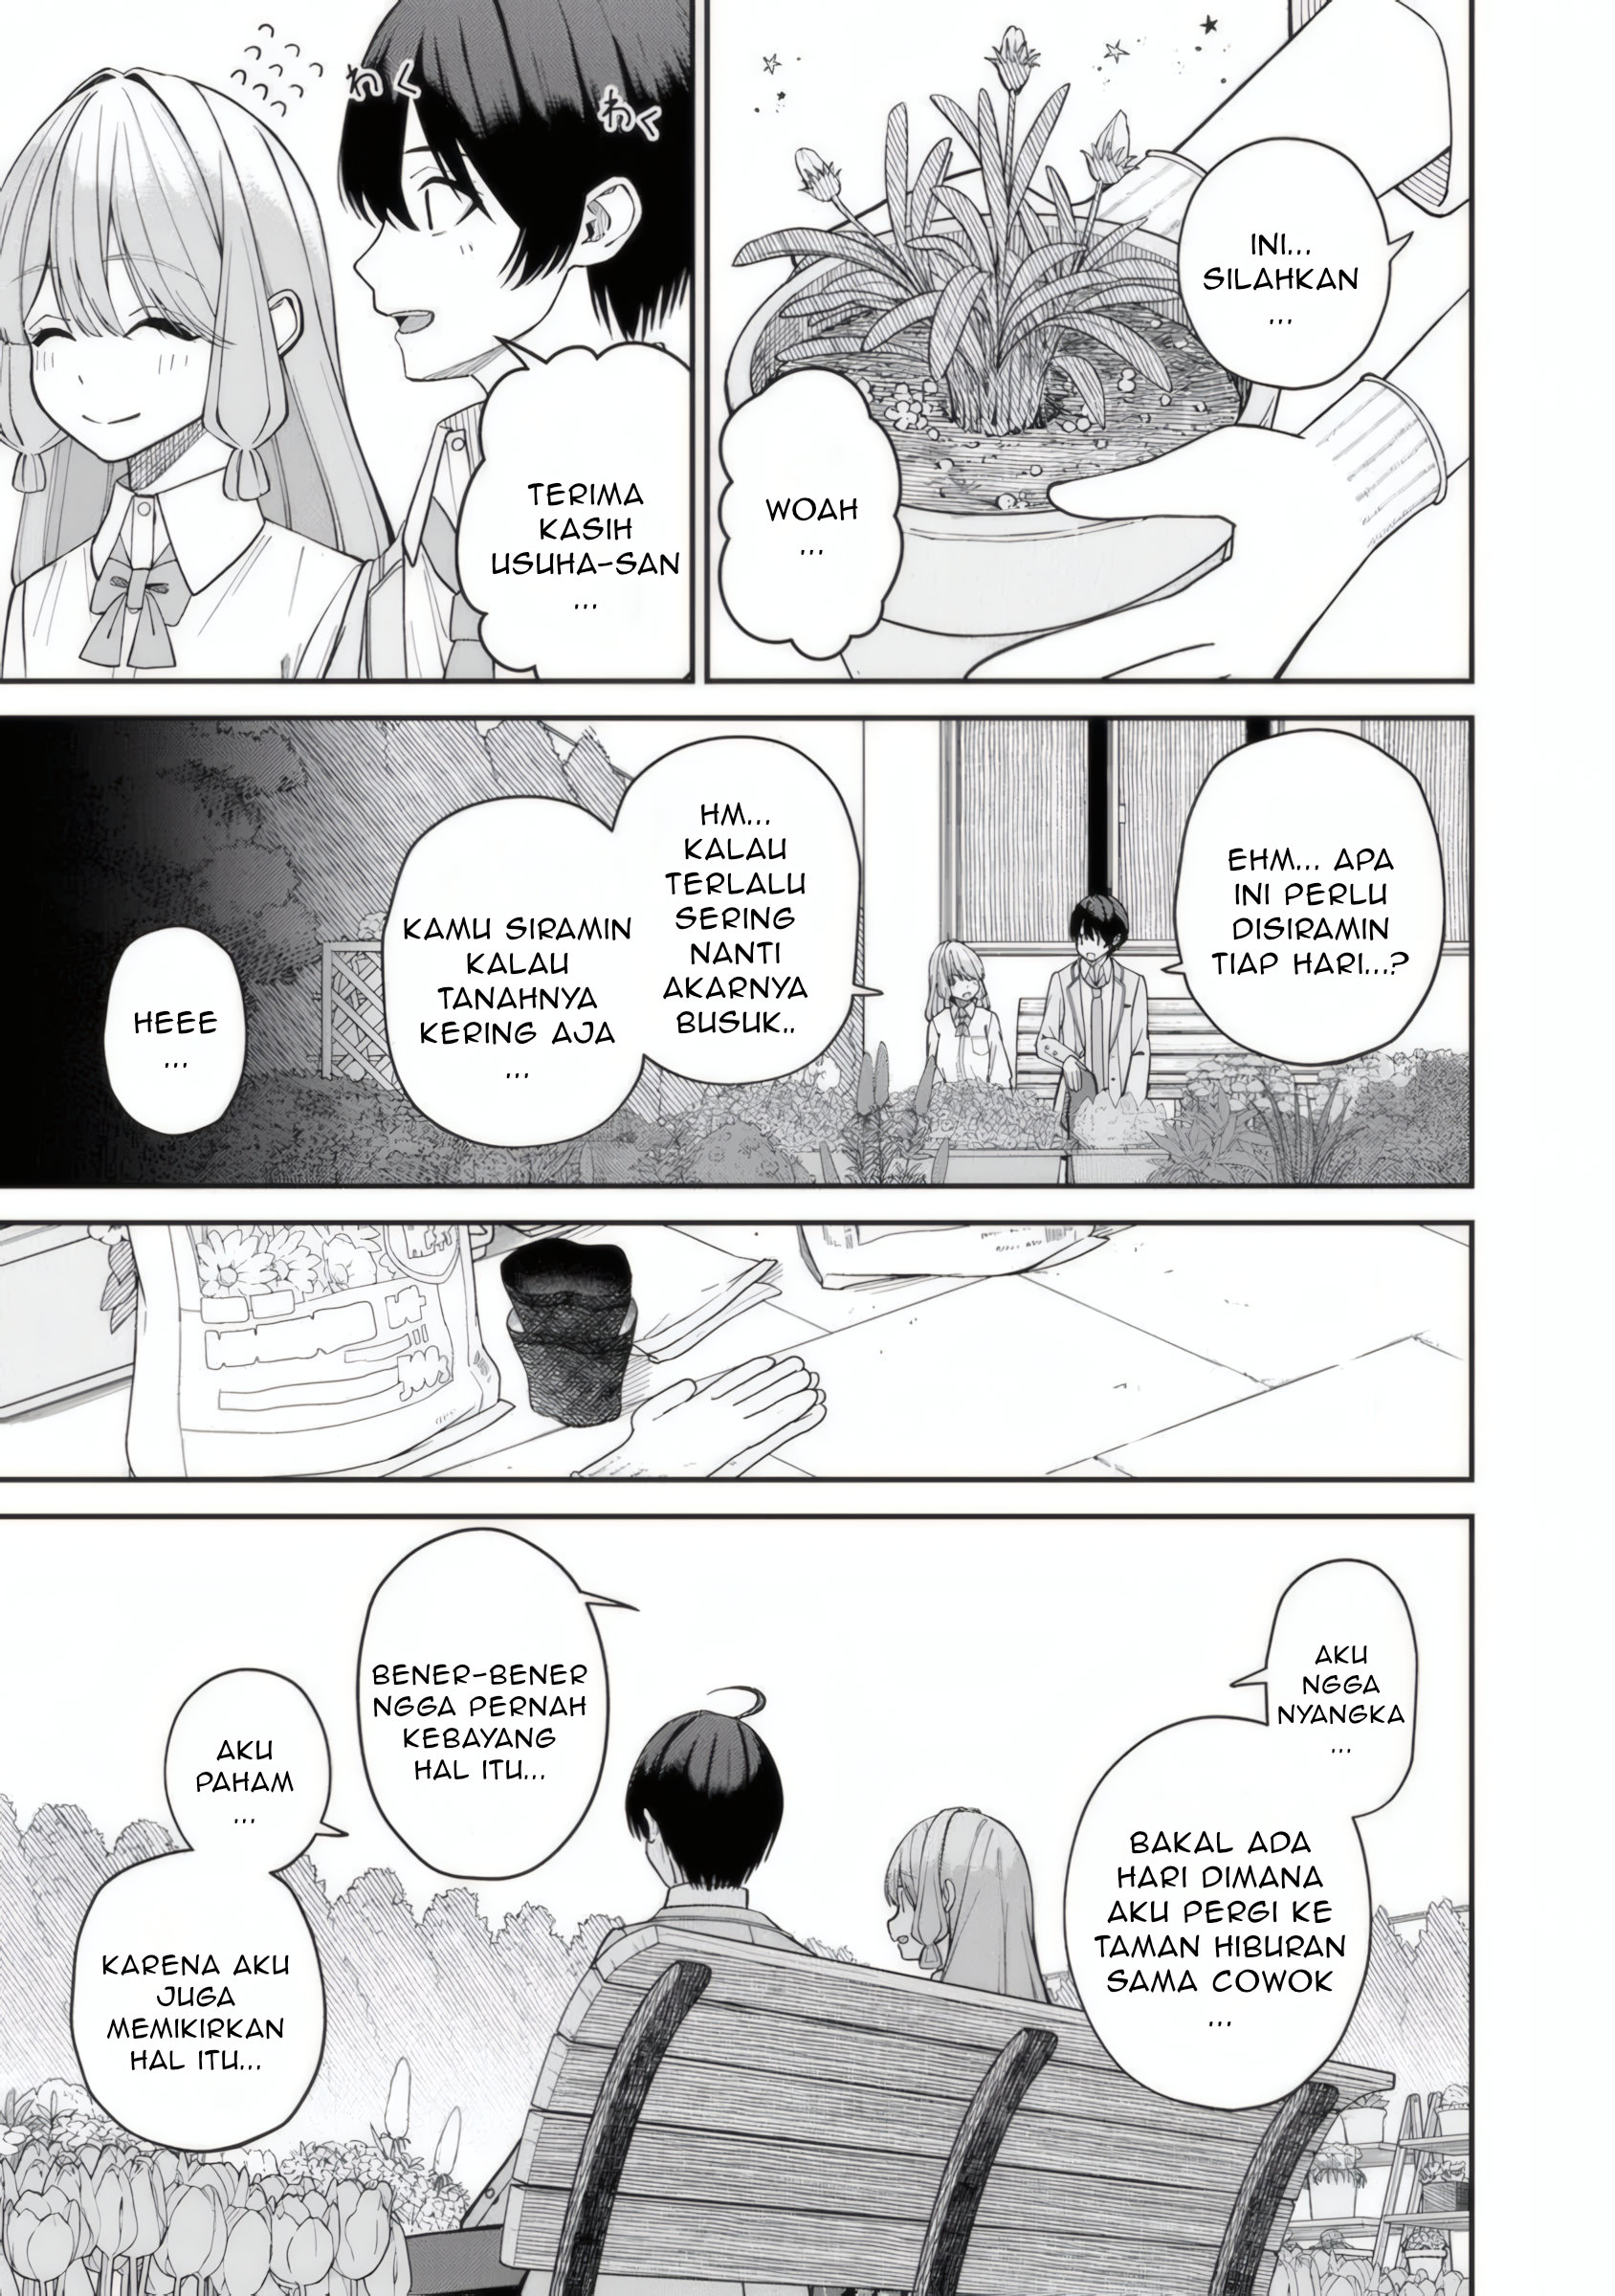 INI...
SILAHKAN
...
WOAH
...
わく
わく
TERIMA
KASIH
USUHA-SAN
...
EHM... APA
INI PERLU
DISIRAMIN
TIAP HARI...?
HM...
KALAU
TERLALU
SERING
NANTI
AKARNYA
BUSUK..
KAMU SIRAMIN
KALAU
TANAHNYA
KERING AJA
...
HEEE
...
AKU
NGGA
NYANGKA
...
BAKAL ADA
HARI DIMANA
AKU PERGI KE
TAMAN HIBURAN
SAMA COWOK
...
BENER-BENER
NGGA PERNAH
KEBAYANG
HAL ITU...
AKU
PAHAM
...
KARENA AKU
JUGA
MEMIKIRKAN
HAL ITU...